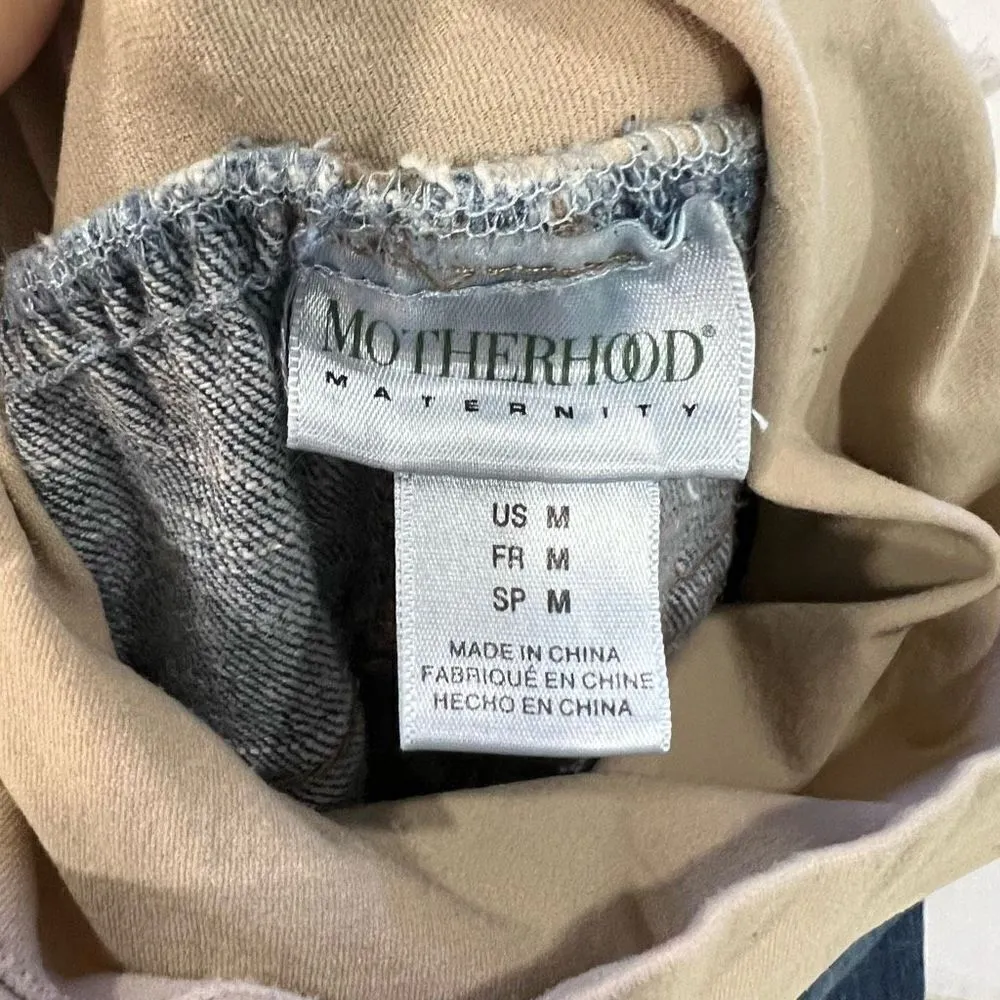 MOTHERHOOD®
MATERNITY
US M
FR M
SP M
MADE IN CHINA
FABRIQUÉ EN CHINE
HECHO EN CHINA